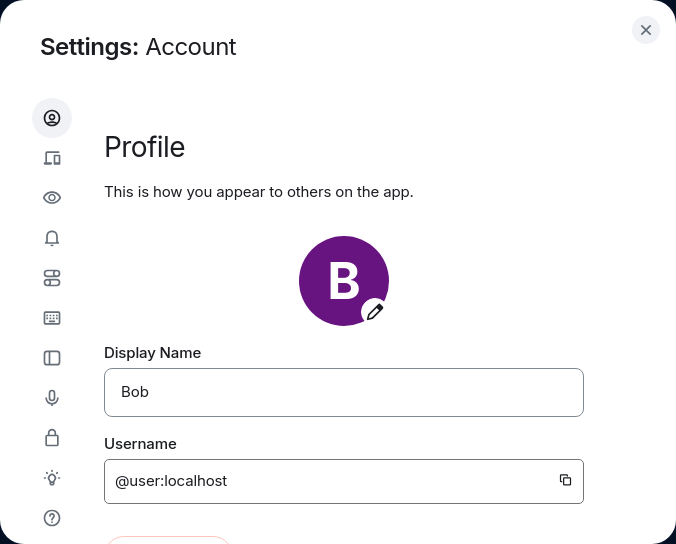 Settings: Account
Profile
This is how you appear to others on the app.
B
Display Name
Bob
Username
@user:localhost